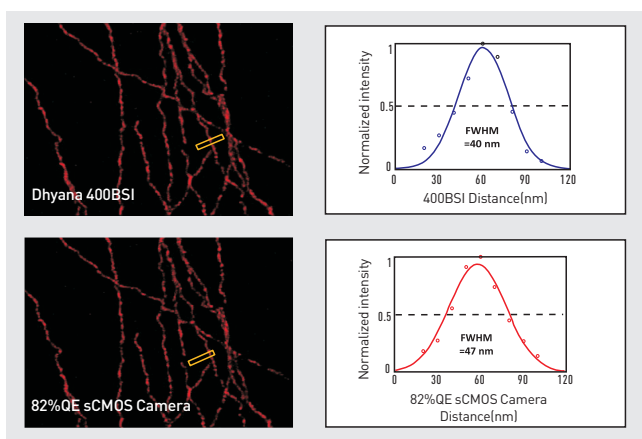 Dhyana 400BSI
Normalized intensity
1
0.5
FWHM
=40 nm
0 30 60 90 120
400BSI Distance(nm)
82%QE sCMOS Camera
Normalized intensity
1
0.5
FWHM
=47 nm
0 30 60 90 120
82%QE sCMOS Camera
Distance(nm)